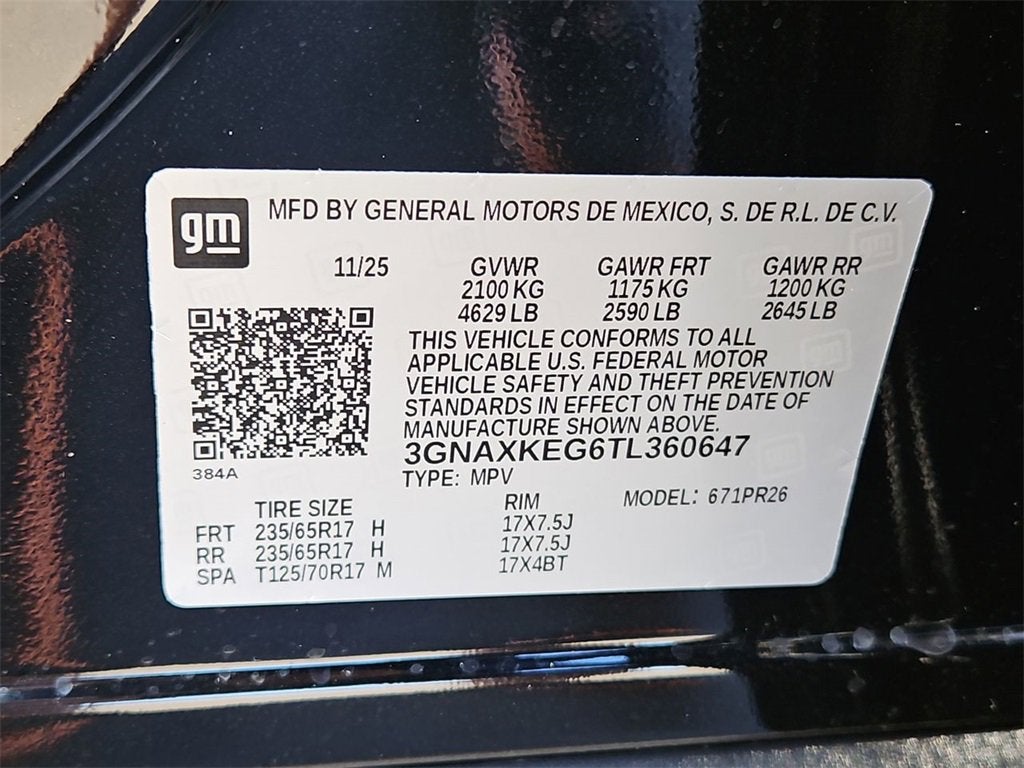 gm
MFD BY GENERAL MOTORS DE MEXICO, S. DE R.L. DE C.V.
11/25 GVWR GAWR FRT GAWR RR
2100 KG 1175 KG 1200 KG
4629 LB 2590 LB 2645 LB
THIS VEHICLE CONFORMS TO ALL
APPLICABLE U.S. FEDERAL MOTOR
VEHICLE SAFETY AND THEFT PREVENTION
STANDARDS IN EFFECT ON THE DATE OF
MANUFACTURE SHOWN ABOVE.
3GNAXKEG6TL360647
384A
TYPE: MPV
TIRE SIZE RIM MODEL: 671PR26
FRT 235/65R17 H 17X7.5J
RR 235/65R17 H 17X7.5J
SPA T125/70R17 M 17X4BT